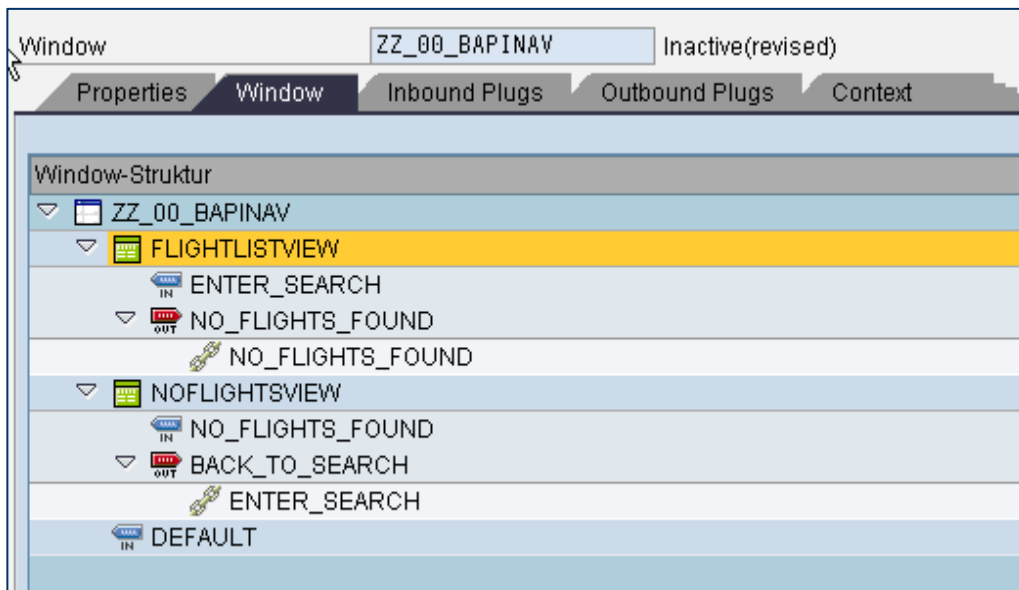 Window ZZ_00_BAPINAV Inactive(revised)
Properties Window Inbound Plugs Outbound Plugs Context
Window-Struktur
ZZ_00_BAPINAV
FLIGHTLISTVIEW
IN ENTER_SEARCH
OUT NO_FLIGHTS_FOUND
NO_FLIGHTS_FOUND
NOFLIGHTSVIEW
IN NO_FLIGHTS_FOUND
OUT BACK_TO_SEARCH
ENTER_SEARCH
IN DEFAULT